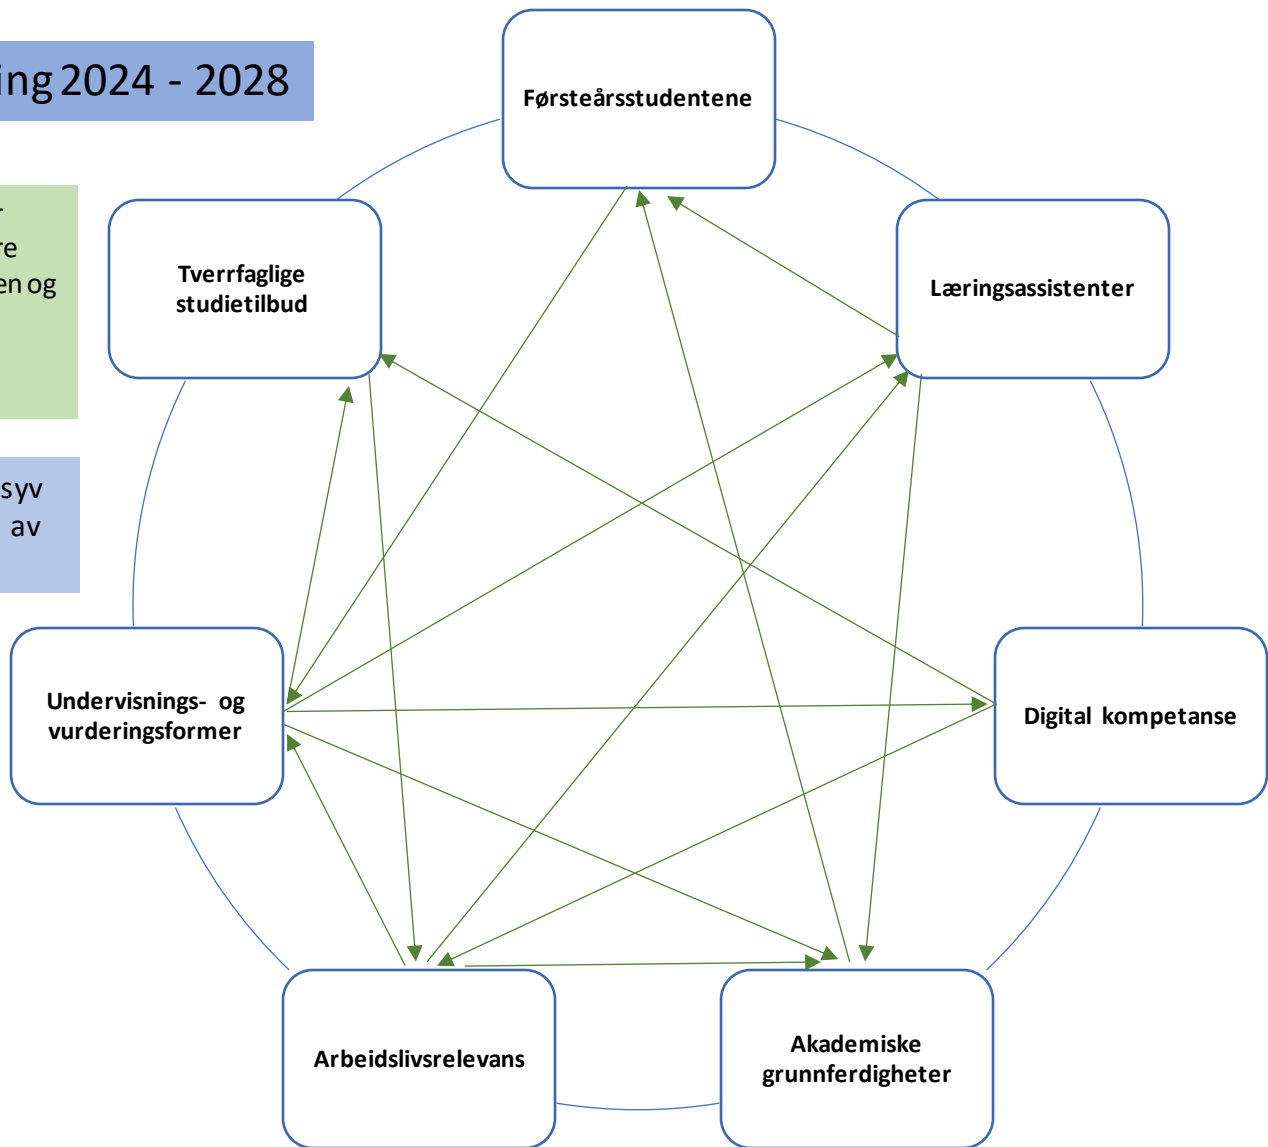 ing 2024 - 2028
Førsteårsstudentene
re
en og
Tverrfaglige
studietilbud
Læringsassistenter
syv
av
Undervisnings- og
vurderingsformer
Digital kompetanse
Arbeidslivsrelevans
Akademiske
grunnferdigheter